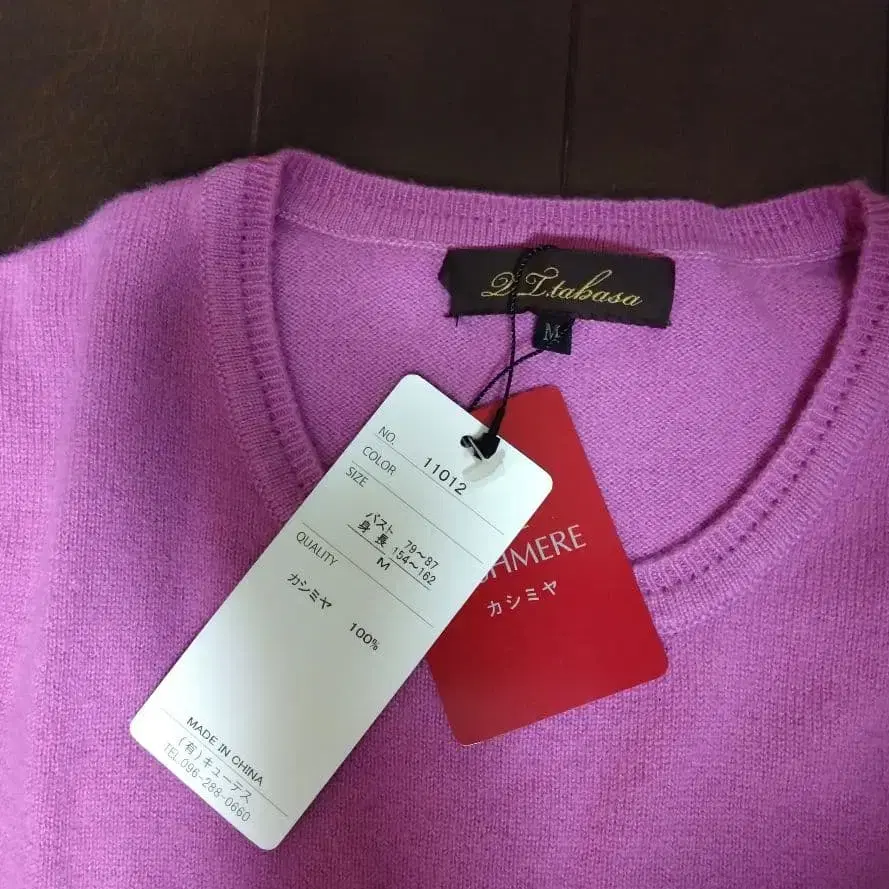 M
NO. 11012
COLOR
SIZE
バスト 79～87
身長 154～162
M
QUALITY
カシミヤ
100%
MADE IN CHINA
(有)キューテス
TEL.096-288-0660
SHMERE
カシミヤ